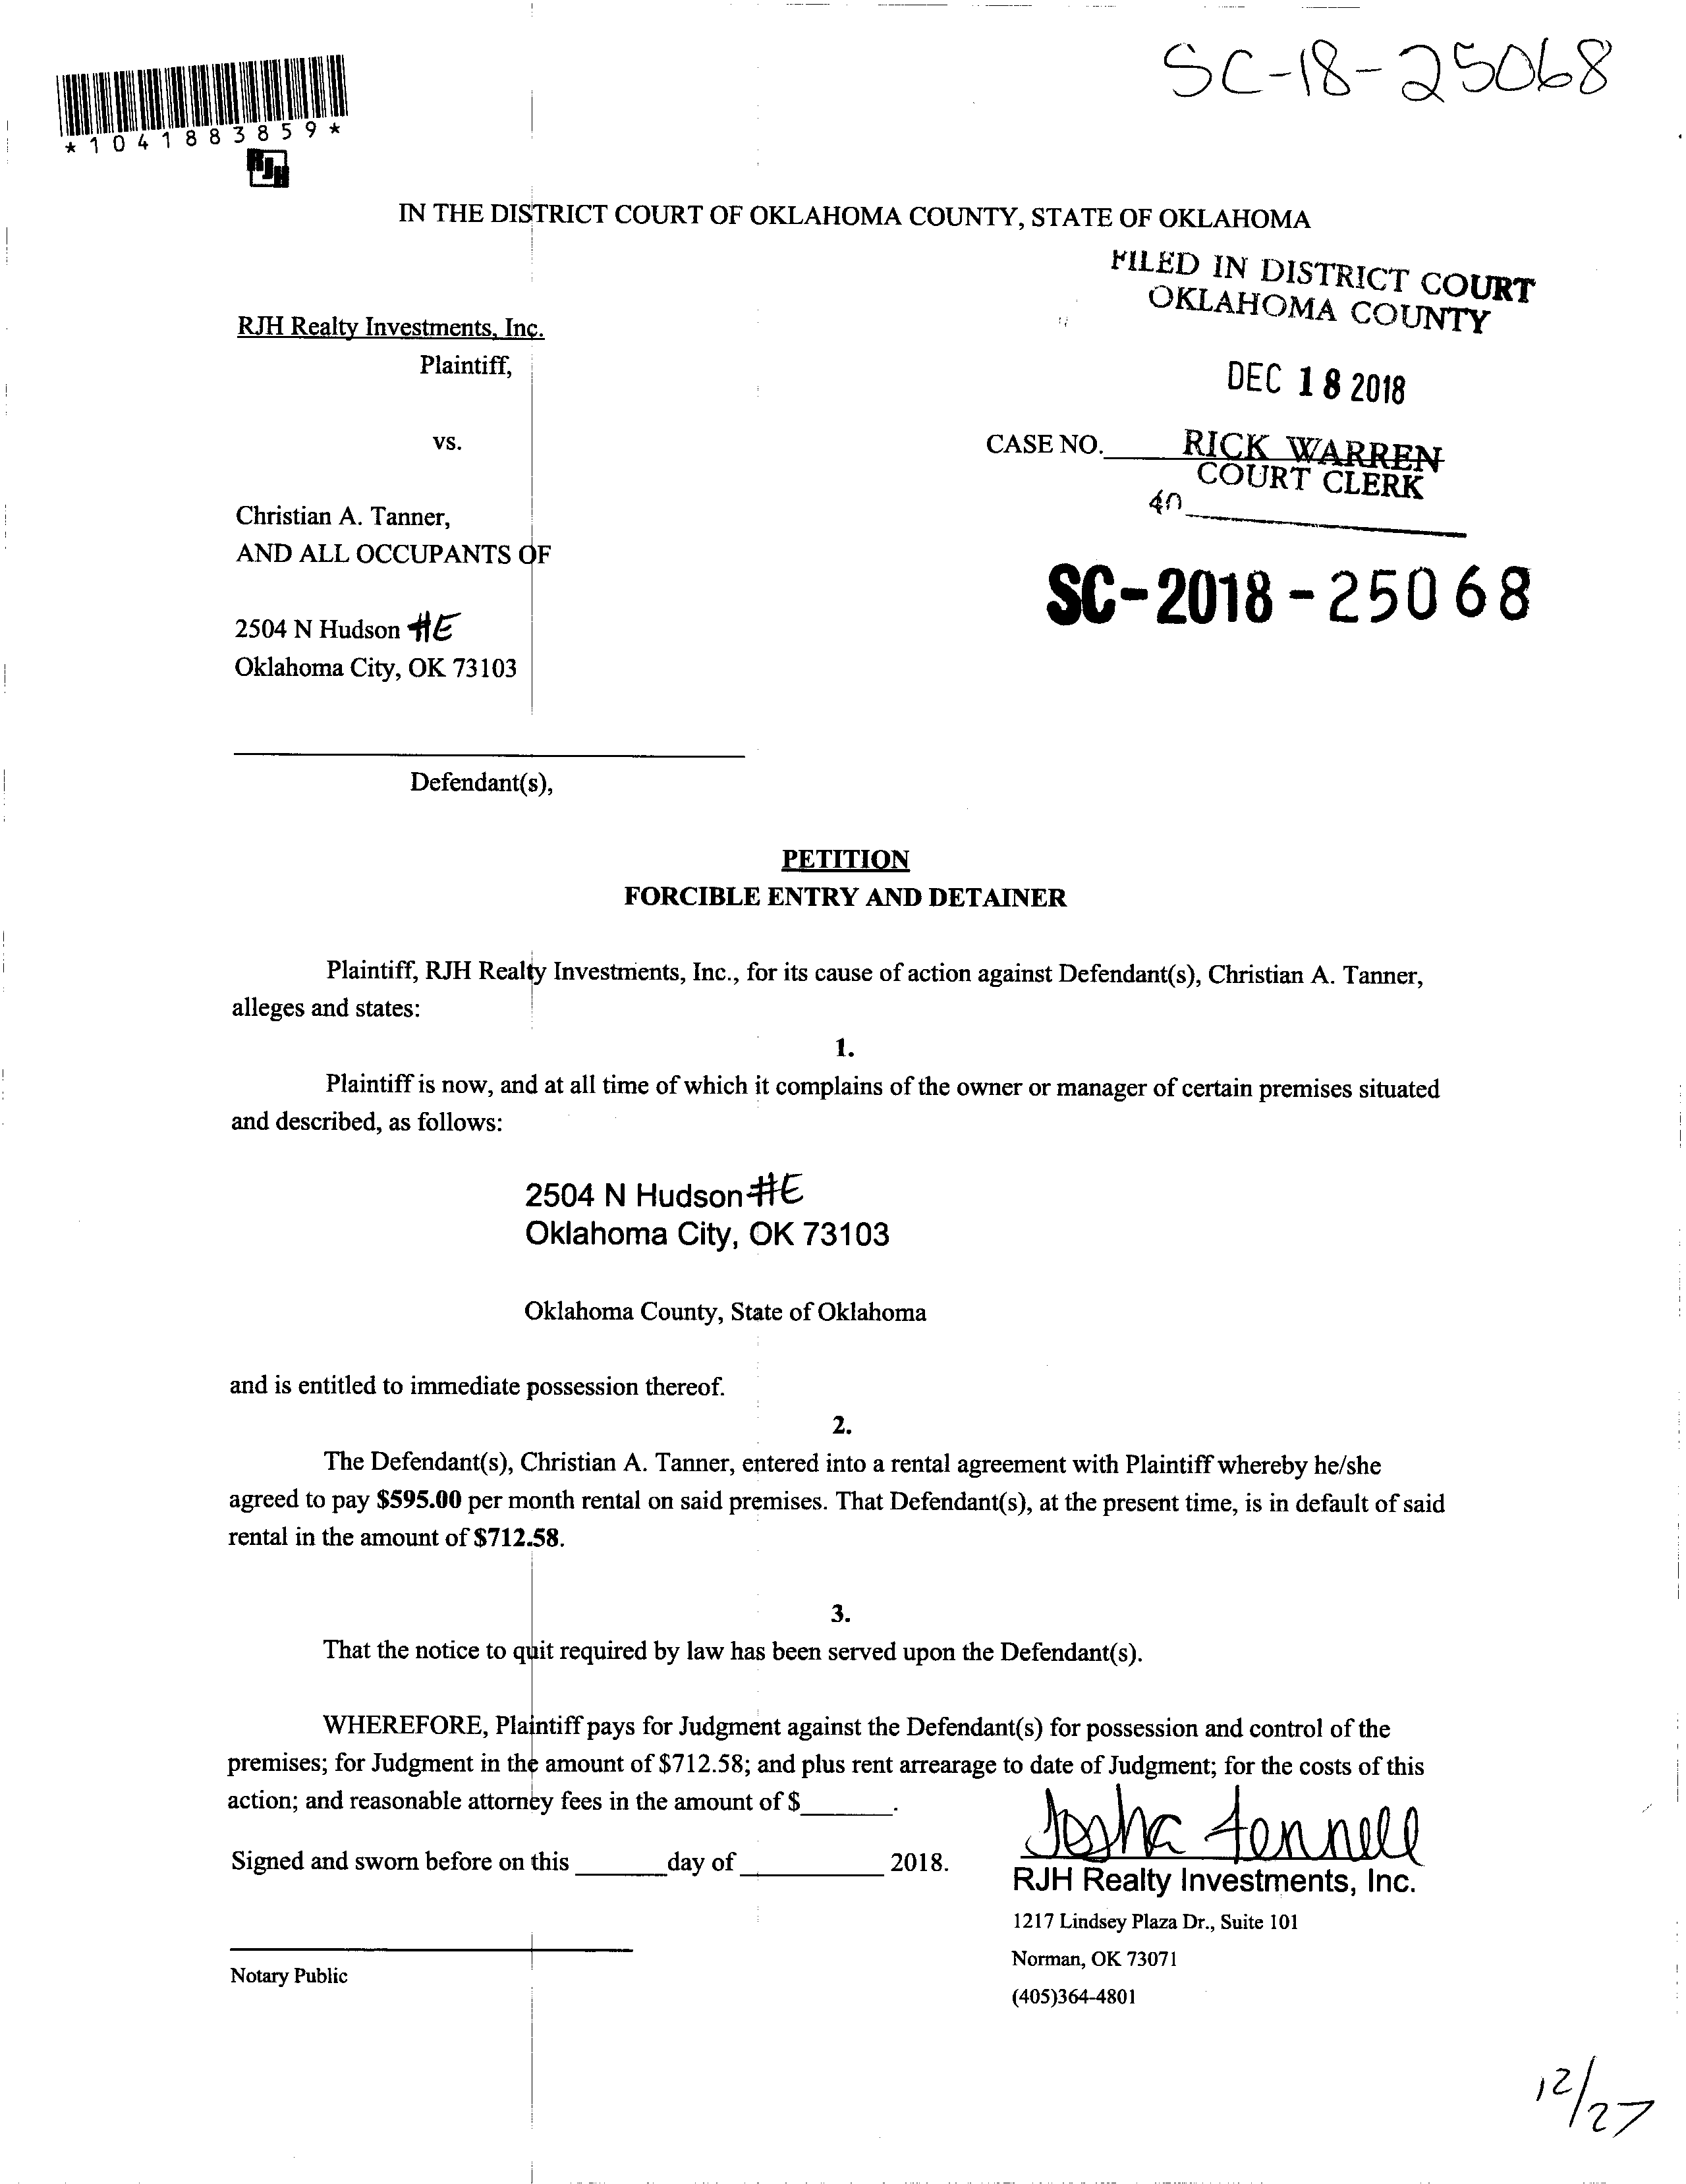 SC-18-25068
*1041883859*
RJH
IN THE DISTRICT COURT OF OKLAHOMA COUNTY, STATE OF OKLAHOMA
FILED IN DISTRICT COURT
OKLAHOMA COUNTY
RJH Realty Investments, Inc.
Plaintiff,
DEC 18 2018
vs.
CASE NO. RICK WARREN
COURT CLERK
40
Christian A. Tanner,
AND ALL OCCUPANTS OF
SC-2018-25068
2504 N Hudson #E
Oklahoma City, OK 73103
Defendant(s),
PETITION
FORCIBLE ENTRY AND DETAINER
Plaintiff, RJH Realty Investments, Inc., for its cause of action against Defendant(s), Christian A. Tanner,
alleges and states:
1.
Plaintiff is now, and at all time of which it complains of the owner or manager of certain premises situated
and described, as follows:
2504 N Hudson #E
Oklahoma City, OK 73103
Oklahoma County, State of Oklahoma
and is entitled to immediate possession thereof.
2.
The Defendant(s), Christian A. Tanner, entered into a rental agreement with Plaintiff whereby he/she
agreed to pay $595.00 per month rental on said premises. That Defendant(s), at the present time, is in default of said
rental in the amount of $712.58.
3.
That the notice to quit required by law has been served upon the Defendant(s).
WHEREFORE, Plaintiff pays for Judgment against the Defendant(s) for possession and control of the
premises; for Judgment in the amount of $712.58; and plus rent arrearage to date of Judgment; for the costs of this
action; and reasonable attorney fees in the amount of $_______.
Signed and sworn before on this _______ day of ___________ 2018.
RJH Realty Investments, Inc.
1217 Lindsey Plaza Dr., Suite 101
Notary Public
Norman, OK 73071
(405)364-4801
12/27